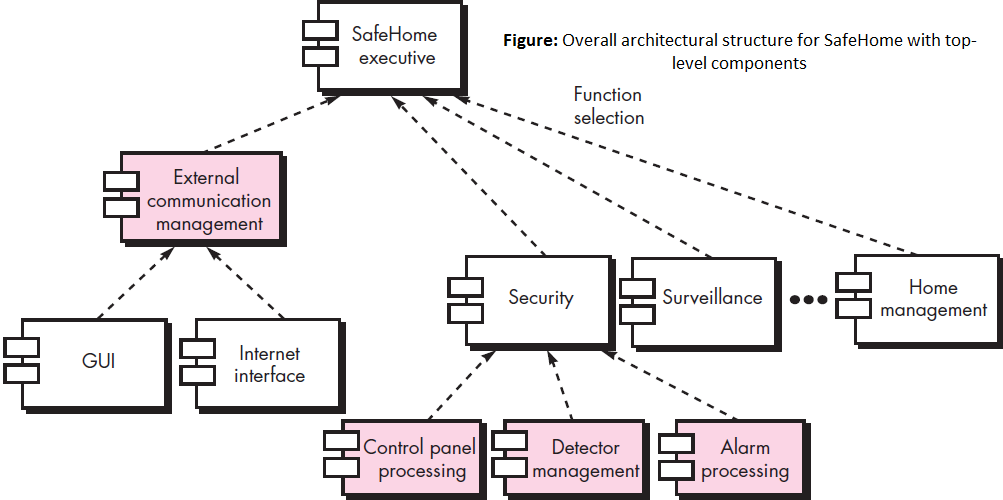 SafeHome
executive
Figure: Overall architectural structure for SafeHome with top-
level components
Function
selection
External
communication
management
Security
Surveillance
Home
management
GUI
Internet
interface
Control panel
processing
Detector
management
Alarm
processing